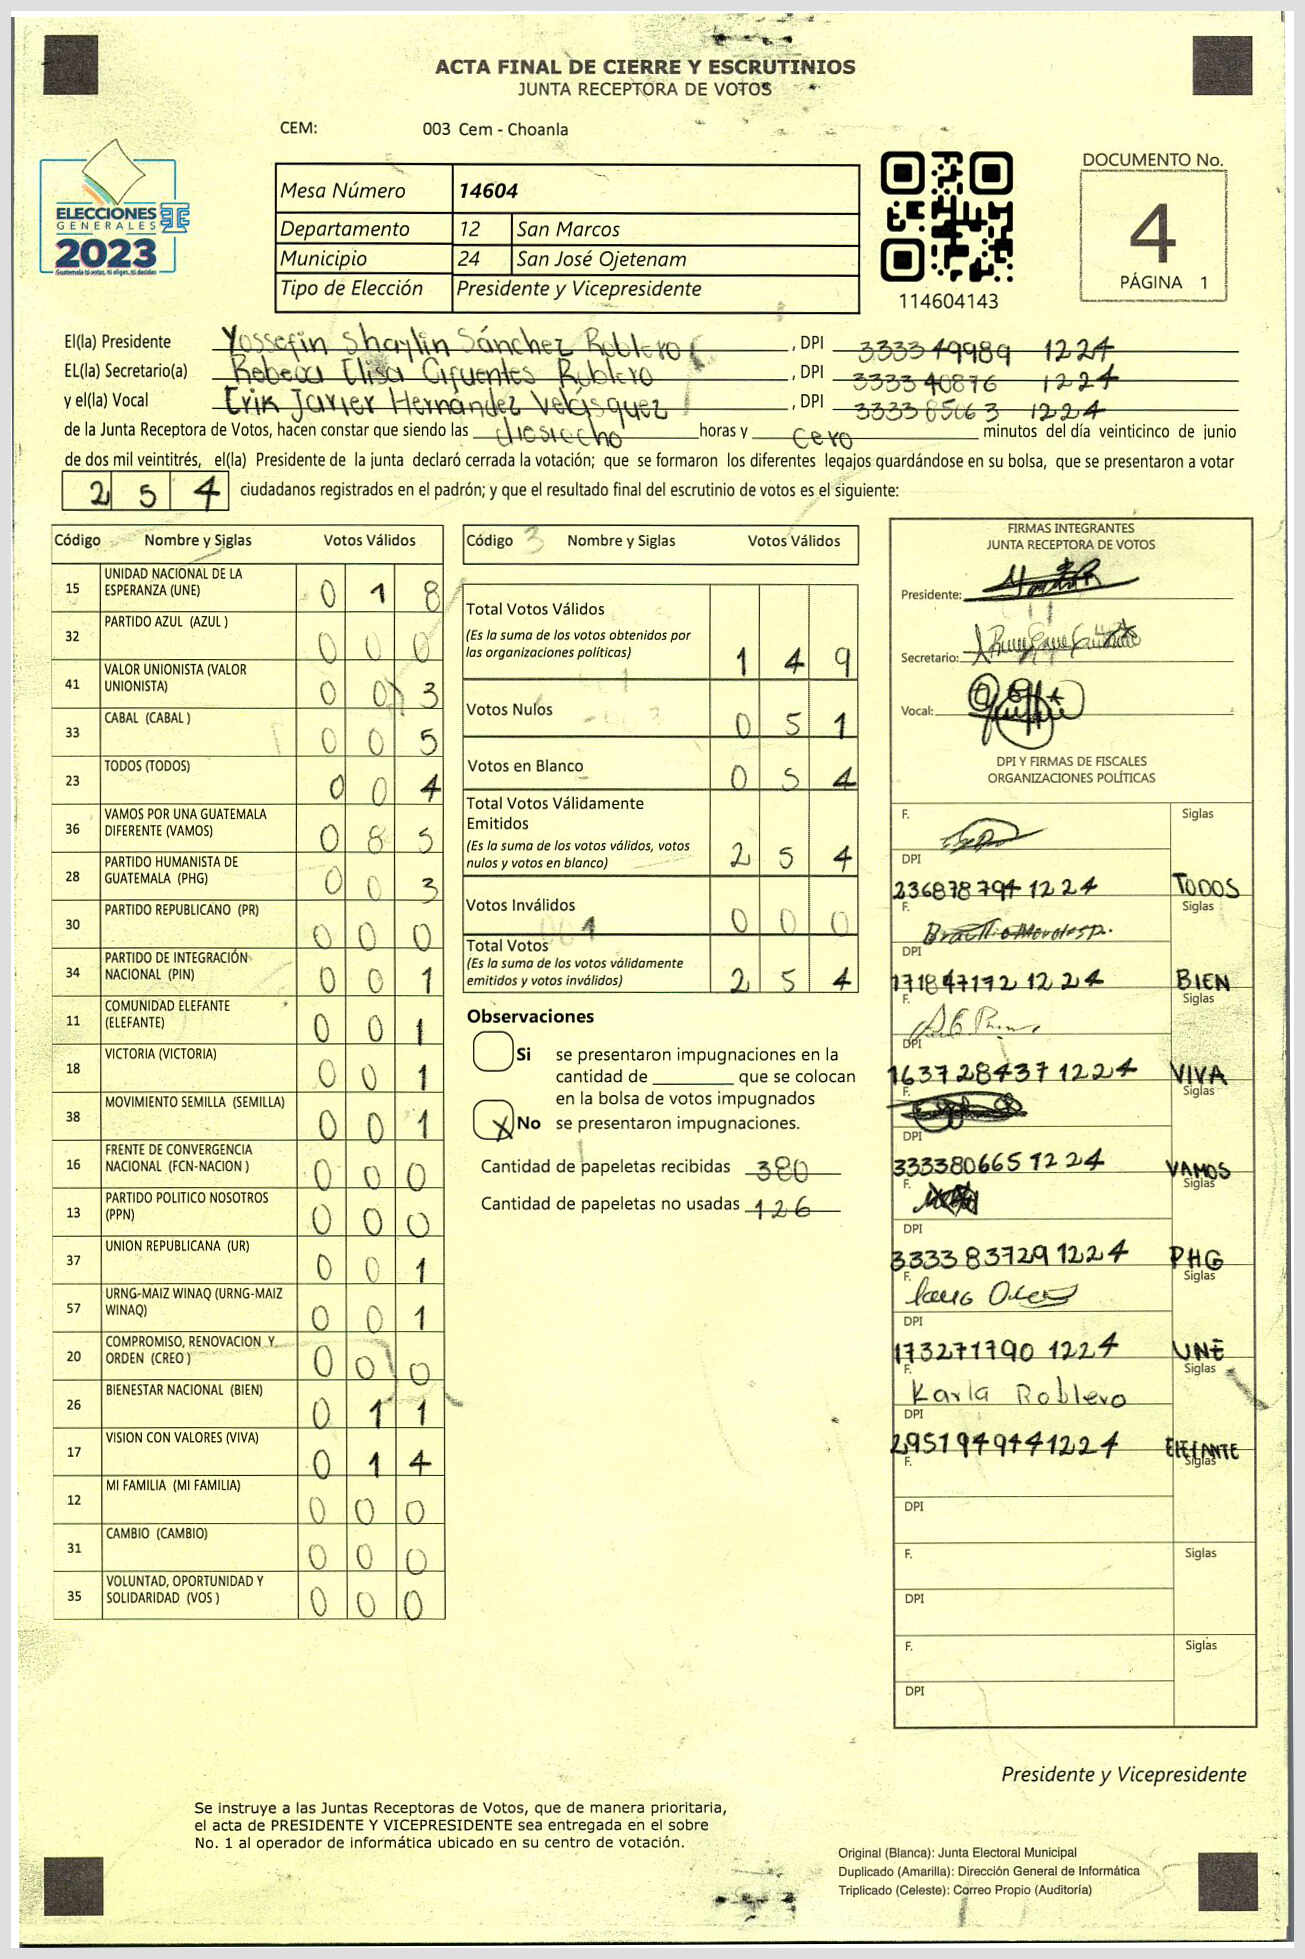 ACTA FINAL DE CIERRE Y ESCRUTINIOS
JUNTA RECEPTORA DE VOTOS
CEM: 003 Cem - Choanla
ELECCIONES
GENERALES
2023
Guatemala tú votas, tú eliges, tú decides
Mesa Número 14604
Departamento 12 San Marcos
Municipio 24 San José Ojetenam
Tipo de Elección Presidente y Vicepresidente
114604143
DOCUMENTO No.
4
PÁGINA 1
El(la) Presidente Yossefin Shaylin Sánchez Roblero , DPI 333349989 1224
EL(la) Secretario(a) Rebeca Elisa Cifuentes Roblero , DPI 333340876 1224
y el(la) Vocal Erik Javier Hernández Velásquez , DPI 333385063 1224
de la Junta Receptora de Votos, hacen constar que siendo las diesiocho horas y cero minutos del día veinticinco de junio
de dos mil veintitrés, el(la) Presidente de la junta declaró cerrada la votación; que se formaron los diferentes legajos guardándose en su bolsa, que se presentaron a votar
2 5 4 ciudadanos registrados en el padrón; y que el resultado final del escrutinio de votos es el siguiente:
Código Nombre y Siglas Votos Válidos
15 UNIDAD NACIONAL DE LA ESPERANZA (UNE) 0 1 8
32 PARTIDO AZUL (AZUL ) 0 0 0
41 VALOR UNIONISTA (VALOR UNIONISTA) 0 0 3
33 CABAL (CABAL ) 0 0 5
23 TODOS (TODOS) 0 0 4
36 VAMOS POR UNA GUATEMALA DIFERENTE (VAMOS) 0 8 5
28 PARTIDO HUMANISTA DE GUATEMALA (PHG) 0 0 3
30 PARTIDO REPUBLICANO (PR) 0 0 0
34 PARTIDO DE INTEGRACIÓN NACIONAL (PIN) 0 0 1
11 COMUNIDAD ELEFANTE (ELEFANTE) 0 0 1
18 VICTORIA (VICTORIA) 0 0 1
38 MOVIMIENTO SEMILLA (SEMILLA) 0 0 1
16 FRENTE DE CONVERGENCIA NACIONAL (FCN-NACION ) 0 0 0
13 PARTIDO POLITICO NOSOTROS (PPN) 0 0 0
37 UNION REPUBLICANA (UR) 0 0 1
57 URNG-MAIZ WINAQ (URNG-MAIZ WINAQ) 0 0 1
20 COMPROMISO, RENOVACION Y ORDEN (CREO ) 0 0 0
26 BIENESTAR NACIONAL (BIEN) 0 1 1
17 VISION CON VALORES (VIVA) 0 1 4
12 MI FAMILIA (MI FAMILIA) 0 0 0
31 CAMBIO (CAMBIO) 0 0 0
35 VOLUNTAD, OPORTUNIDAD Y SOLIDARIDAD (VOS ) 0 0 0
Código 3 Nombre y Siglas Votos Válidos
Total Votos Válidos
(Es la suma de los votos obtenidos por
las organizaciones políticas) 1 4 9
Votos Nulos 0 5 1
Votos en Blanco 0 5 4
Total Votos Válidamente
Emitidos
(Es la suma de los votos válidos, votos
nulos y votos en blanco) 2 5 4
Votos Inválidos 0 0 0
Total Votos
(Es la suma de los votos válidamente
emitidos y votos inválidos) 2 5 4
Observaciones
Si se presentaron impugnaciones en la
cantidad de ________ que se colocan
en la bolsa de votos impugnados
X No se presentaron impugnaciones.
Cantidad de papeletas recibidas 380
Cantidad de papeletas no usadas 126
FIRMAS INTEGRANTES
JUNTA RECEPTORA DE VOTOS
Presidente:
Secretario:
Vocal:
DPI Y FIRMAS DE FISCALES
ORGANIZACIONES POLÍTICAS
F. Siglas
DPI
236878794 1224 TODOS
F. Siglas
DPI
171847172 1224 BIEN
F. Siglas
DPI
163728437 1224 VIVA
F. Siglas
DPI
333380665 1224 VAMOS
F. Siglas
DPI
333383729 1224 PHG
F. Siglas
DPI
173271790 1224 UNE
F. Karla Roblero Siglas
DPI
295194944 1224 ELEFANTE
F. Siglas
DPI
F. Siglas
DPI
F. Siglas
DPI
Presidente y Vicepresidente
Se instruye a las Juntas Receptoras de Votos, que de manera prioritaria,
el acta de PRESIDENTE Y VICEPRESIDENTE sea entregada en el sobre
No. 1 al operador de informática ubicado en su centro de votación.
Original (Blanca): Junta Electoral Municipal
Duplicado (Amarilla): Dirección General de Informática
Triplicado (Celeste): Correo Propio (Auditoría)